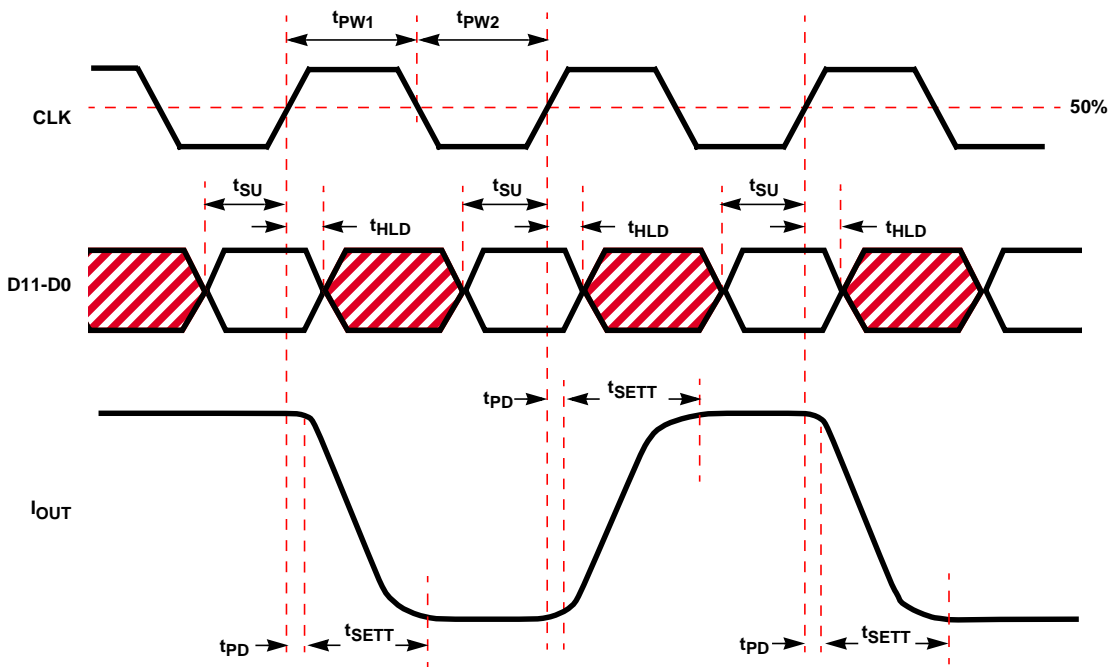 tPW1 tPW2
CLK
50%
tSU tSU tSU
tHLD tHLD tHLD
D11-D0
tPD tSETT
IOUT
tPD tSETT tPD tSETT